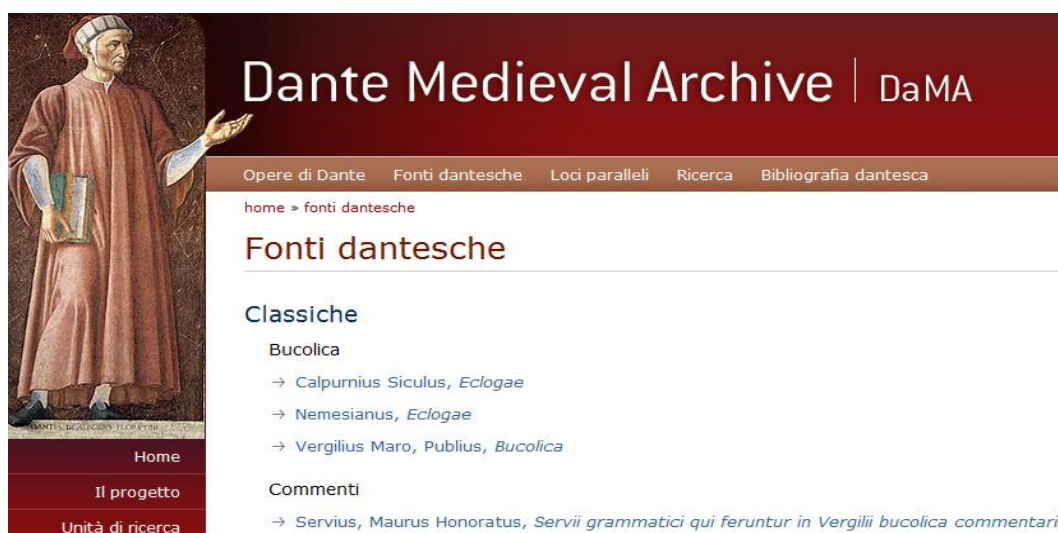 Dante Medieval Archive | DaMA
Opere di Dante Fonti dantesche Loci paralleli Ricerca Bibliografia dantesca
home » fonti dantesche
Fonti dantesche
Classiche
Bucolica
→ Calpurnius Siculus, Eclogae
→ Nemesianus, Eclogae
→ Vergilius Maro, Publius, Bucolica
Commenti
→ Servius, Maurus Honoratus, Servii grammatici qui feruntur in Vergilii bucolica commentari
Home
Il progetto
Unità di ricerca